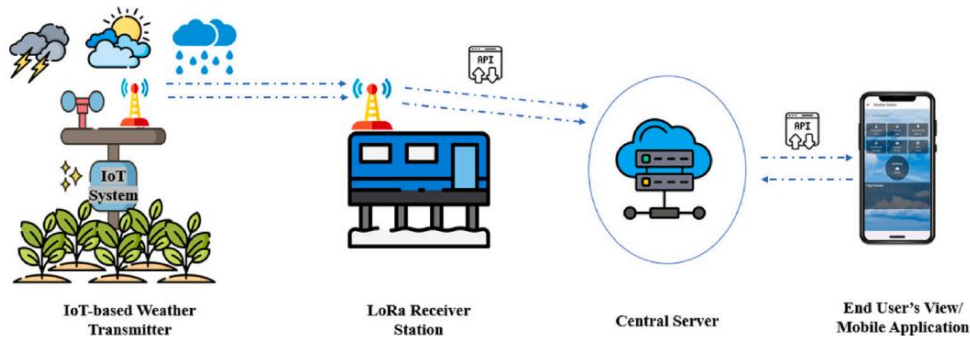 API
API
IoT
System
IoT-based Weather
Transmitter
LoRa Receiver
Station
Central Server
End User's View/
Mobile Application